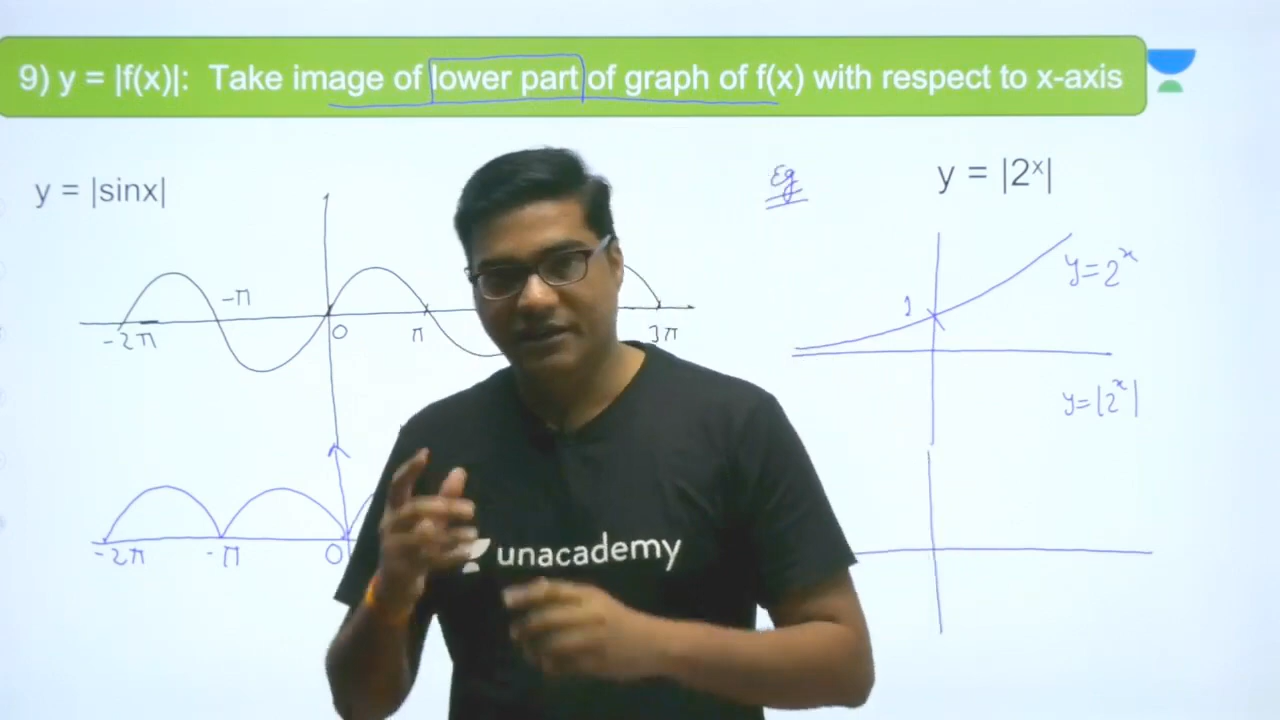 9) y = |f(x)|: Take image of lower part of graph of f(x) with respect to x-axis
y = |sinx|
Eg
y = |2ˣ|
y=2ˣ
1
-π
-2π
0
π
3π
y=|2ˣ|
-2π
-π
0
unacademy